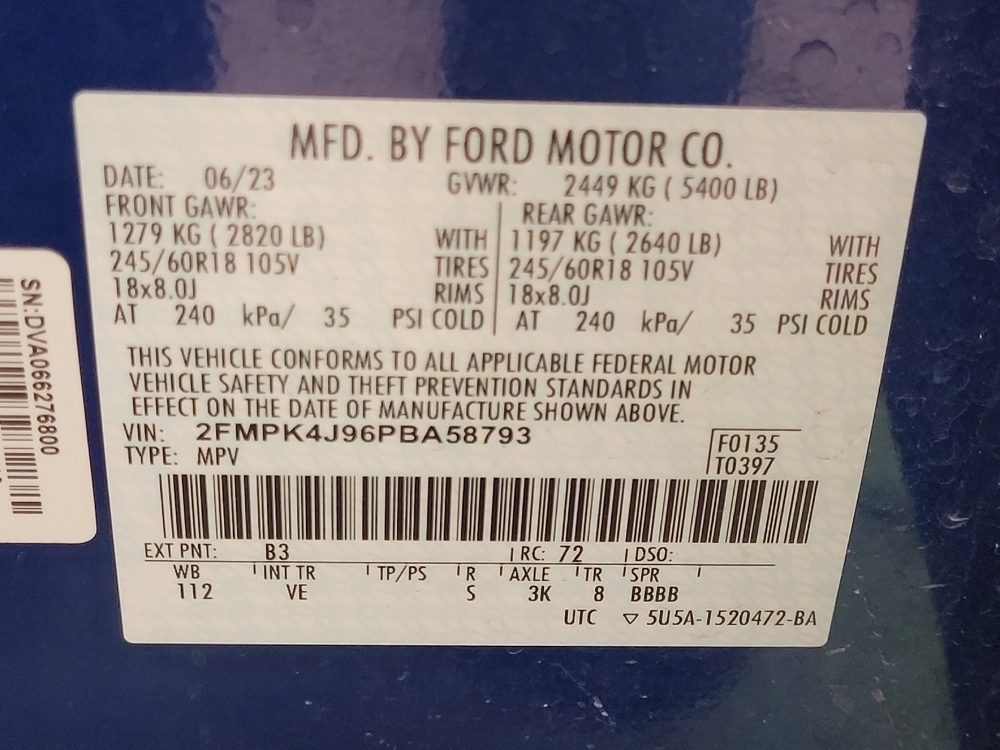 MFD. BY FORD MOTOR CO.
DATE: 06/23 GVWR: 2449 KG ( 5400 LB)
FRONT GAWR: REAR GAWR:
1279 KG ( 2820 LB) WITH 1197 KG ( 2640 LB) WITH
245/60R18 105V TIRES 245/60R18 105V TIRES
18x8.0J RIMS 18x8.0J RIMS
AT 240 kPa/ 35 PSI COLD AT 240 kPa/ 35 PSI COLD
THIS VEHICLE CONFORMS TO ALL APPLICABLE FEDERAL MOTOR
VEHICLE SAFETY AND THEFT PREVENTION STANDARDS IN
EFFECT ON THE DATE OF MANUFACTURE SHOWN ABOVE.
VIN: 2FMPK4J96PBA58793
F0135
TYPE: MPV
T0397
EXT PNT: B3 RC: 72 DSO:
WB INT TR TP/PS R AXLE TR SPR
112 VE S 3K 8 BBBB
UTC ▽ 5U5A-1520472-BA
SN:DVA066276800